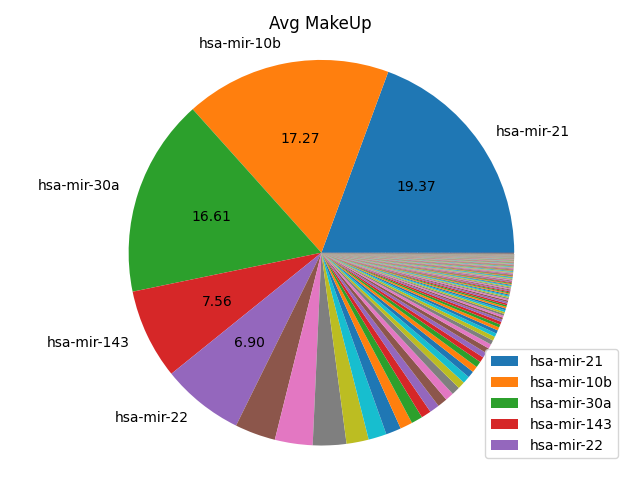 Avg MakeUp
hsa-mir-10b
hsa-mir-21
17.27
19.37
hsa-mir-30a
16.61
7.56
hsa-mir-143
6.90
hsa-mir-22
hsa-mir-21
hsa-mir-10b
hsa-mir-30a
hsa-mir-143
hsa-mir-22